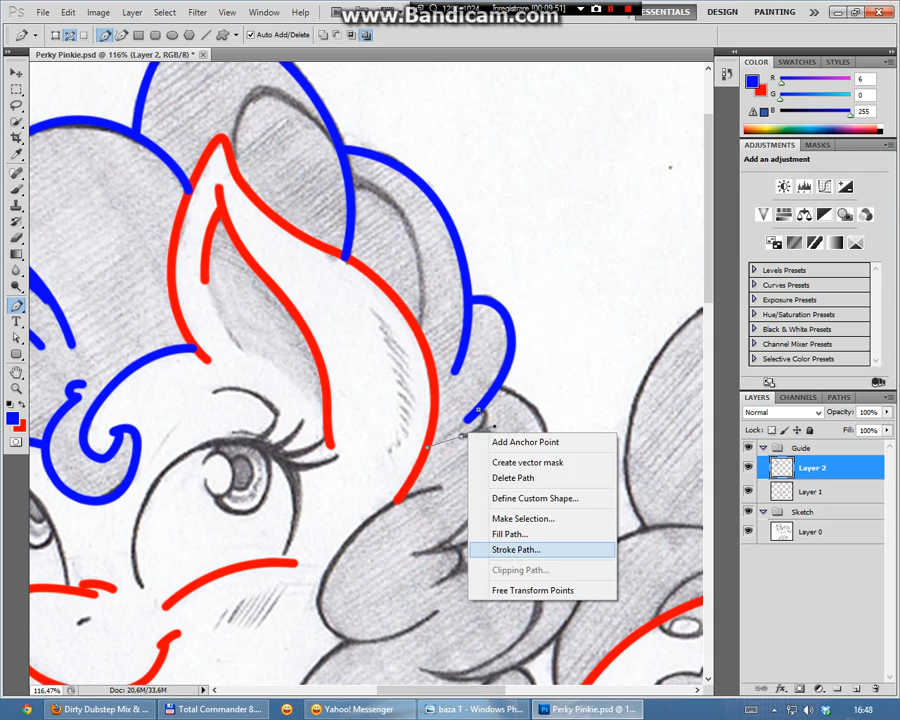 Ps
File
Edit
Image
Layer
Select
Filter
View
Window
Help
www.Bandicam.com
Inregistrare [0:09:51]
ESSENTIALS
DESIGN
PAINTING
Auto Add/Delete
Perky Pinkie.psd @ 116% (Layer 2, RGB/8) *
COLOR
SWATCHES
STYLES
R
6
G
0
B
255
ADJUSTMENTS
MASKS
Add an adjustment
Levels Presets
Curves Presets
Exposure Presets
Hue/Saturation Presets
Black & White Presets
Channel Mixer Presets
Selective Color Presets
LAYERS
CHANNELS
PATHS
Normal
Opacity:
100%
Lock:
Fill:
100%
Guide
Layer 2
Layer 1
Sketch
Layer 0
Add Anchor Point
Create vector mask
Delete Path
Define Custom Shape...
Make Selection...
Fill Path...
Stroke Path...
Clipping Path...
Free Transform Points
116,47%
Doc: 20,6M/33,6M
Dirty Dubstep Mix & ...
Total Commander 8....
Yahoo! Messenger
baza T - Windows Ph...
Perky Pinkie.psd @ 1...
16:48